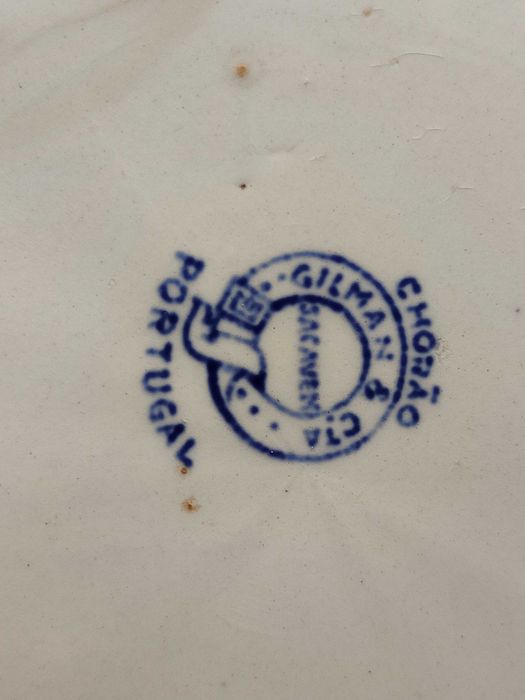 CHORÃO
GILMAN & CTA
SACAVEM
PORTUGAL